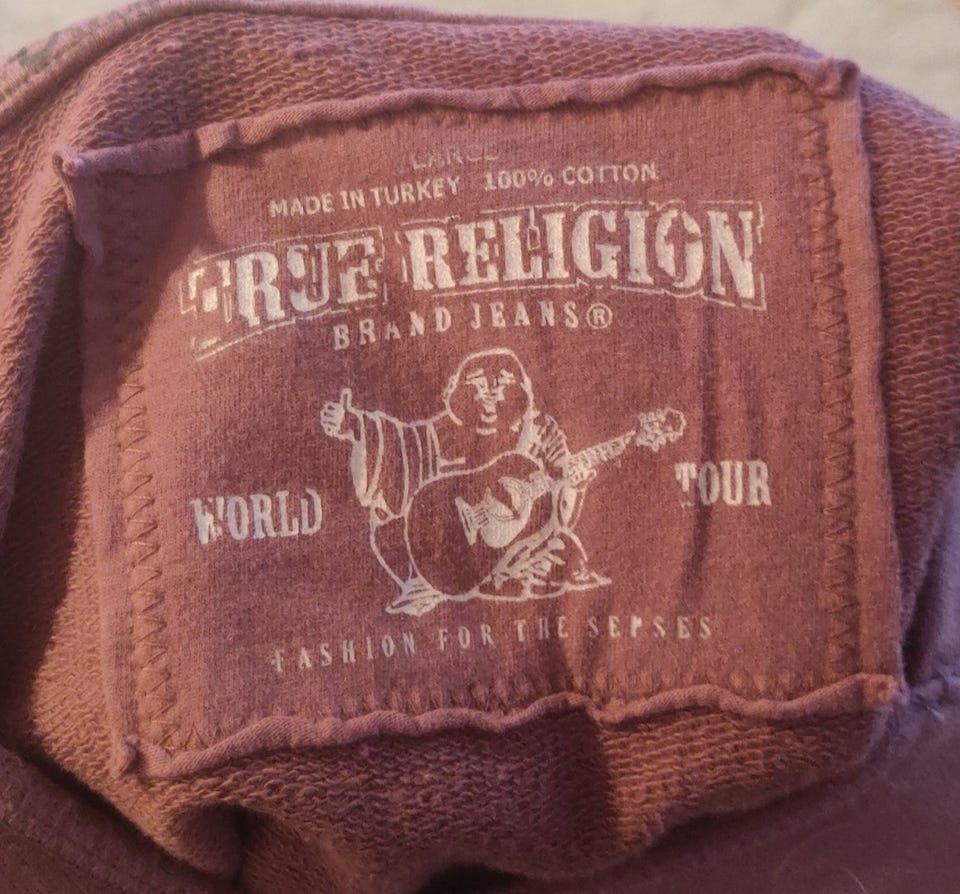 LARGE
MADE IN TURKEY 100% COTTON
TRUE RELIGION
BRAND JEANS®
WORLD TOUR
FASHION FOR THE SENSES